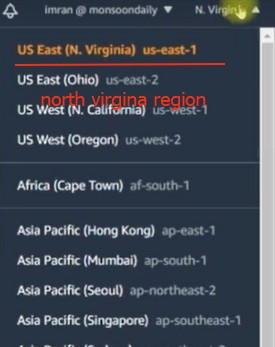 imran @ monsoondaily ▼ N. Virgin ▲
US East (N. Virginia) us-east-1
US East (Ohio) us-east-2
north virgina region
US West (N. California) us-west-1
US West (Oregon) us-west-2
Africa (Cape Town) af-south-1
Asia Pacific (Hong Kong) ap-east-1
Asia Pacific (Mumbai) ap-south-1
Asia Pacific (Seoul) ap-northeast-2
Asia Pacific (Singapore) ap-southeast-1